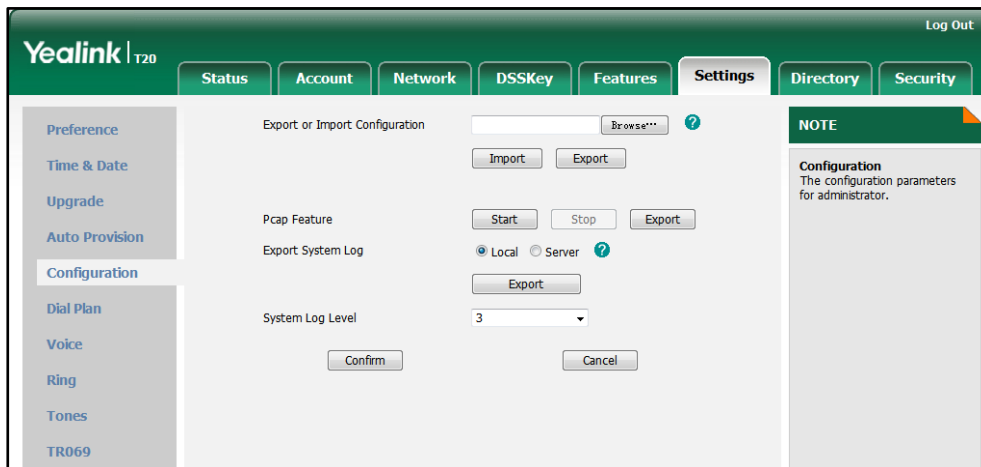 Log Out
Yealink | T20
Status Account Network DSSKey Features Settings Directory Security
Preference
Time & Date
Upgrade
Auto Provision
Configuration
Dial Plan
Voice
Ring
Tones
TR069
Export or Import Configuration Browse... ?
Import Export
Pcap Feature Start Stop Export
Export System Log Local Server ?
Export
System Log Level 3
Confirm Cancel
NOTE
Configuration
The configuration parameters
for administrator.